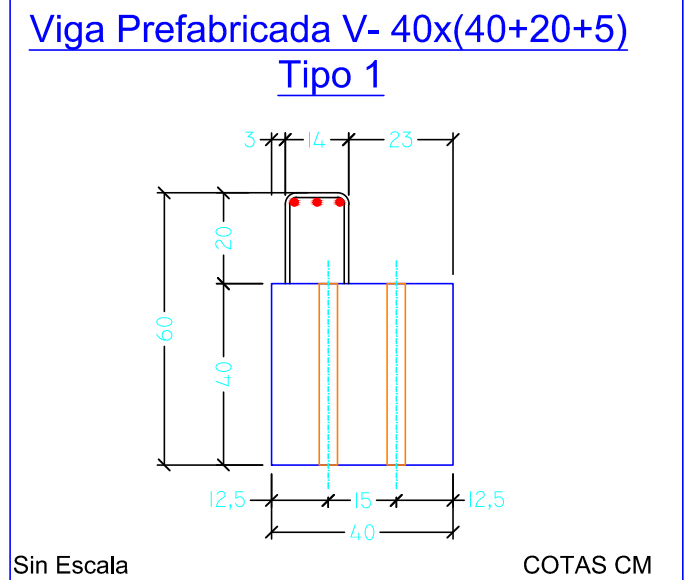 Viga Prefabricada V- 40x(40+20+5)
Tipo 1
3 14 23
20
60
40
12,5 15 12,5
40
Sin Escala COTAS CM